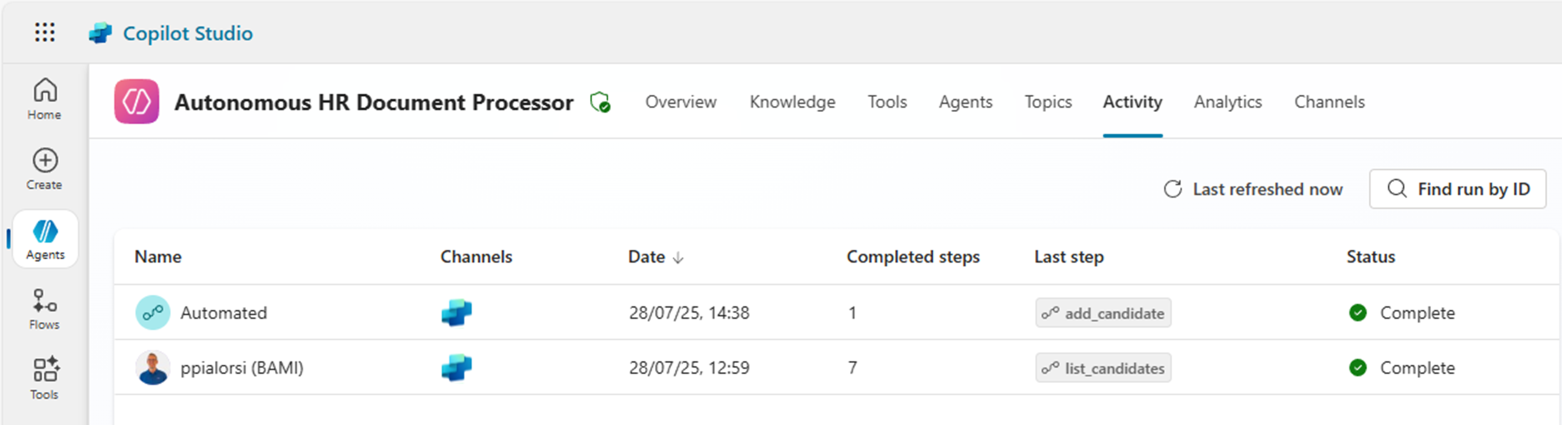 Copilot Studio
Home
Create
Agents
Flows
Tools
Autonomous HR Document Processor Overview Knowledge Tools Agents Topics Activity Analytics Channels
Last refreshed now Find run by ID
Name Channels Date ↓ Completed steps Last step Status
Automated 28/07/25, 14:38 1 add_candidate Complete
ppialorsi (BAMI) 28/07/25, 12:59 7 list_candidates Complete